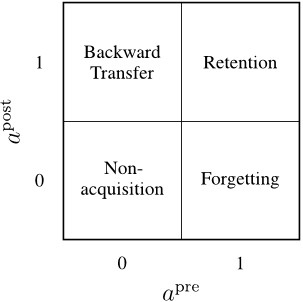 1
Backward
Transfer
Retention
a^post
0
Non-
acquisition
Forgetting
0
1
a^pre